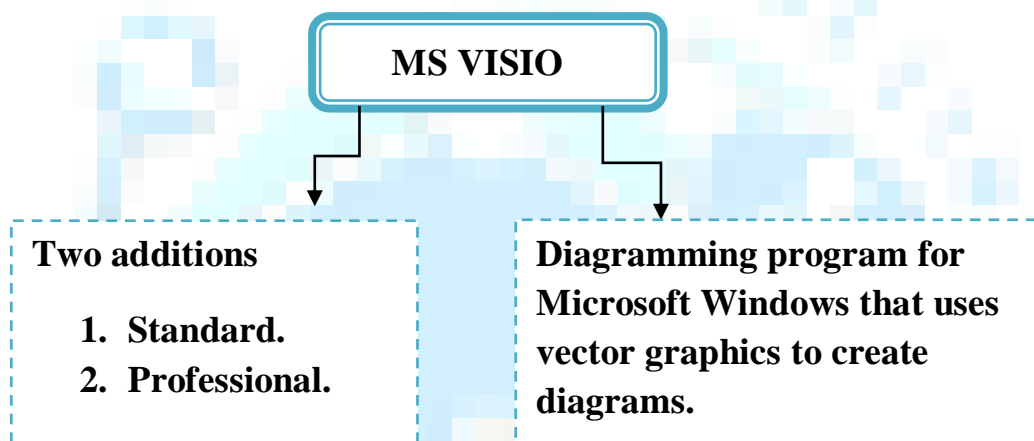 MS VISIO
Two additions
1. Standard.
2. Professional.
Diagramming program for
Microsoft Windows that uses
vector graphics to create
diagrams.